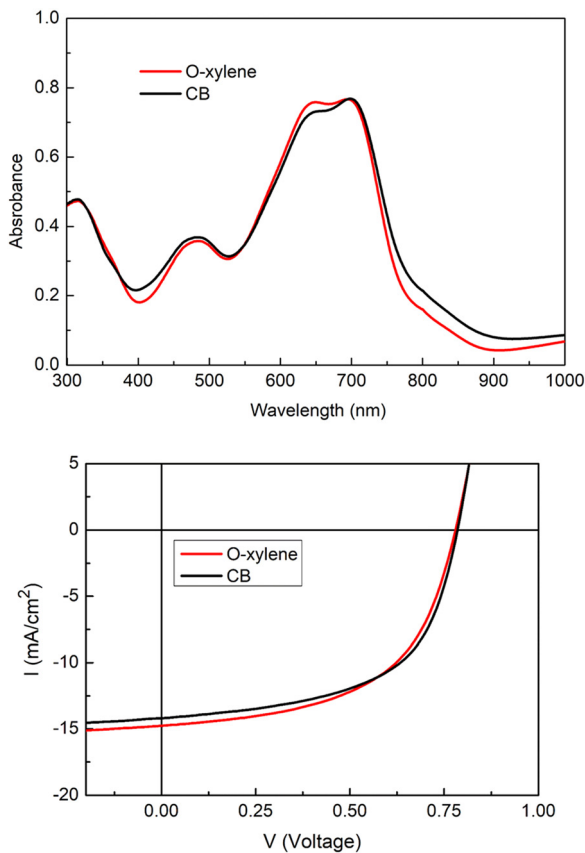 1.0
O-xylene
CB
0.8
0.6
0.4
0.2
0.0
Absrobance
300 400 500 600 700 800 900 1000
Wavelength (nm)
5
0
O-xylene
CB
-5
-10
-15
-20
I (mA/cm²)
0.00 0.25 0.50 0.75 1.00
V (Voltage)